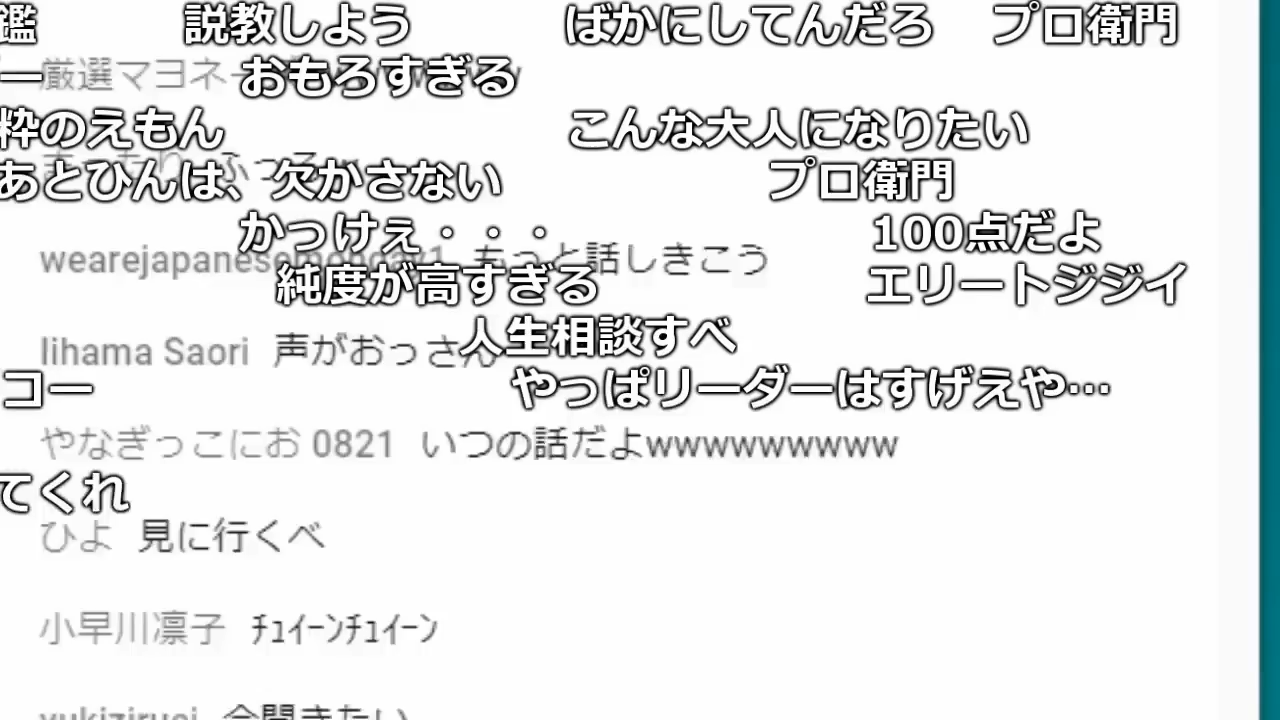 鑑 説教しよう ばかにしてんだろ プロ衛門
厳選マヨネ
ー おもろすぎる
粋のえもん こんな大人になりたい
あとひんは、欠かさない プロ衛門
かっけぇ・・・ 100点だよ
wearejapanesemonday1 もっと話しきこう
純度が高すぎる エリートジジイ
人生相談すべ
Iihama Saori 声がおっさん
コー やっぱリーダーはすげえや…
やなぎっこにお 0821 いつの話だよwwwwwwwwww
てくれ
ひよ 見に行くべ
小早川凛子 ﾁｭｲｰﾝﾁｭｲｰﾝ